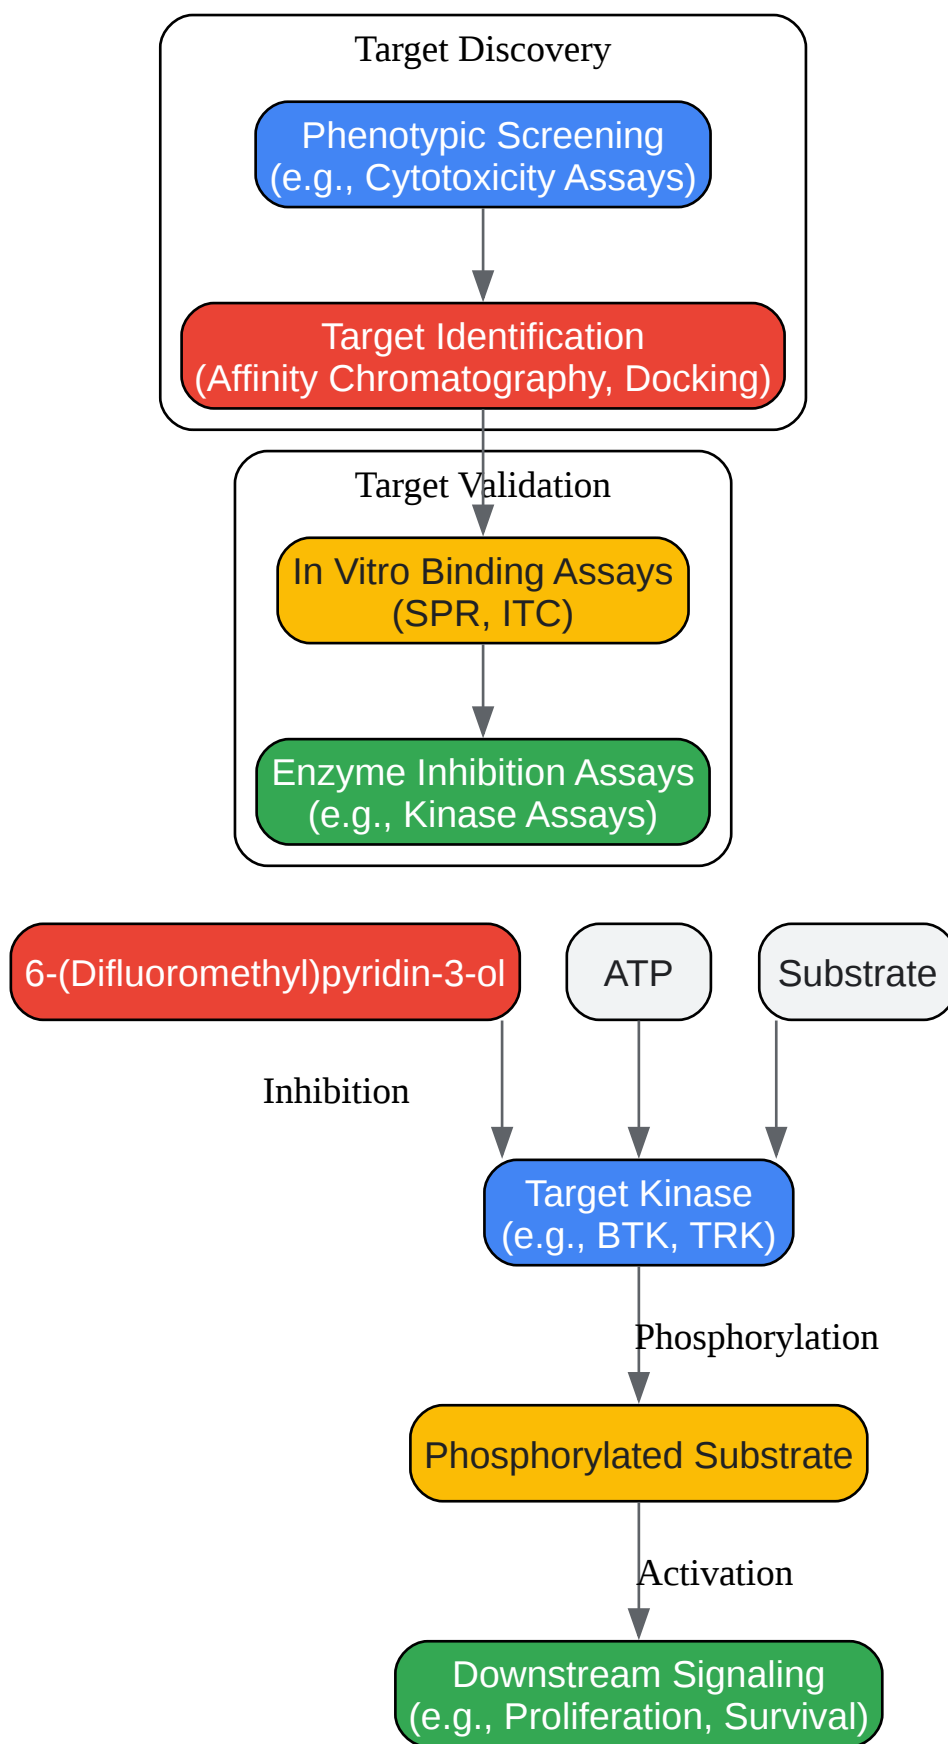 Target Discovery
Phenotypic Screening
(e.g., Cytotoxicity Assays)
Target Identification
(Affinity Chromatography, Docking)
Target Validation
In Vitro Binding Assays
(SPR, ITC)
Enzyme Inhibition Assays
(e.g., Kinase Assays)
6-(Difluoromethyl)pyridin-3-ol
ATP
Substrate
Inhibition
Target Kinase
(e.g., BTK, TRK)
Phosphorylation
Phosphorylated Substrate
Activation
Downstream Signaling
(e.g., Proliferation, Survival)